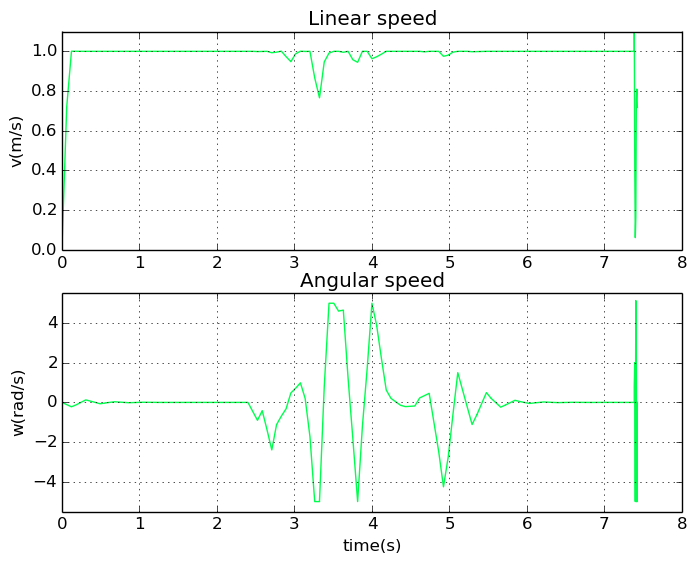 Linear speed
v(m/s)
1.0
0.8
0.6
0.4
0.2
0.0
0 1 2 3 4 5 6 7 8
Angular speed
w(rad/s)
4
2
0
−2
−4
0 1 2 3 4 5 6 7 8
time(s)